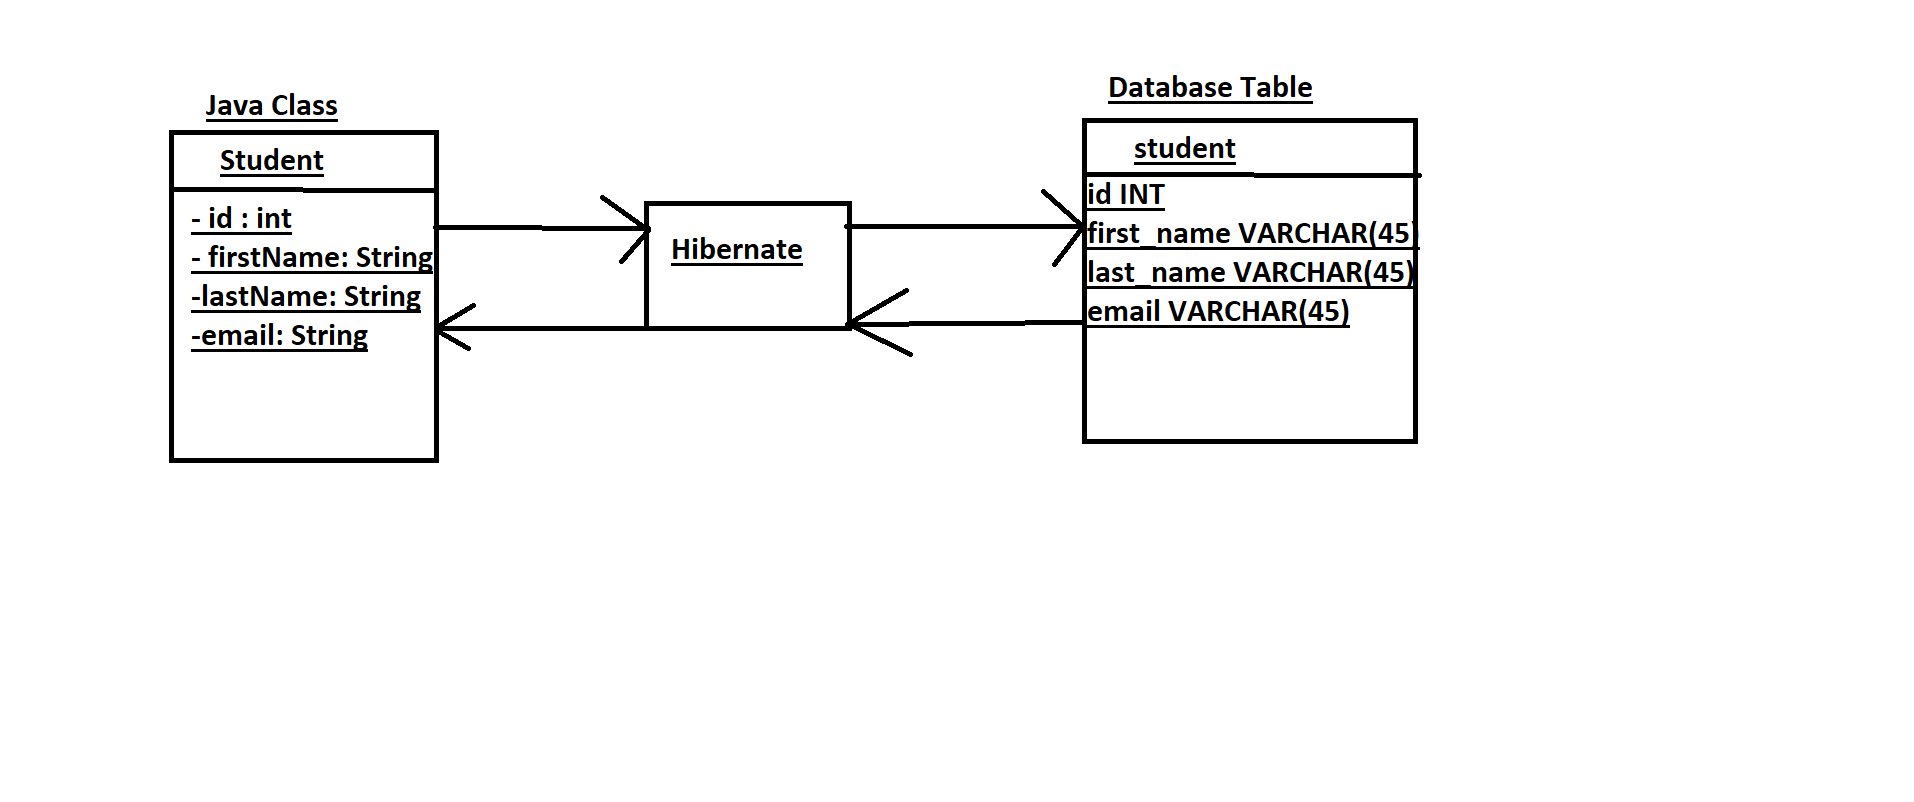 Java Class
Student
- id : int
- firstName: String
-lastName: String
-email: String
Hibernate
Database Table
student
id INT
first_name VARCHAR(45)
last_name VARCHAR(45)
email VARCHAR(45)